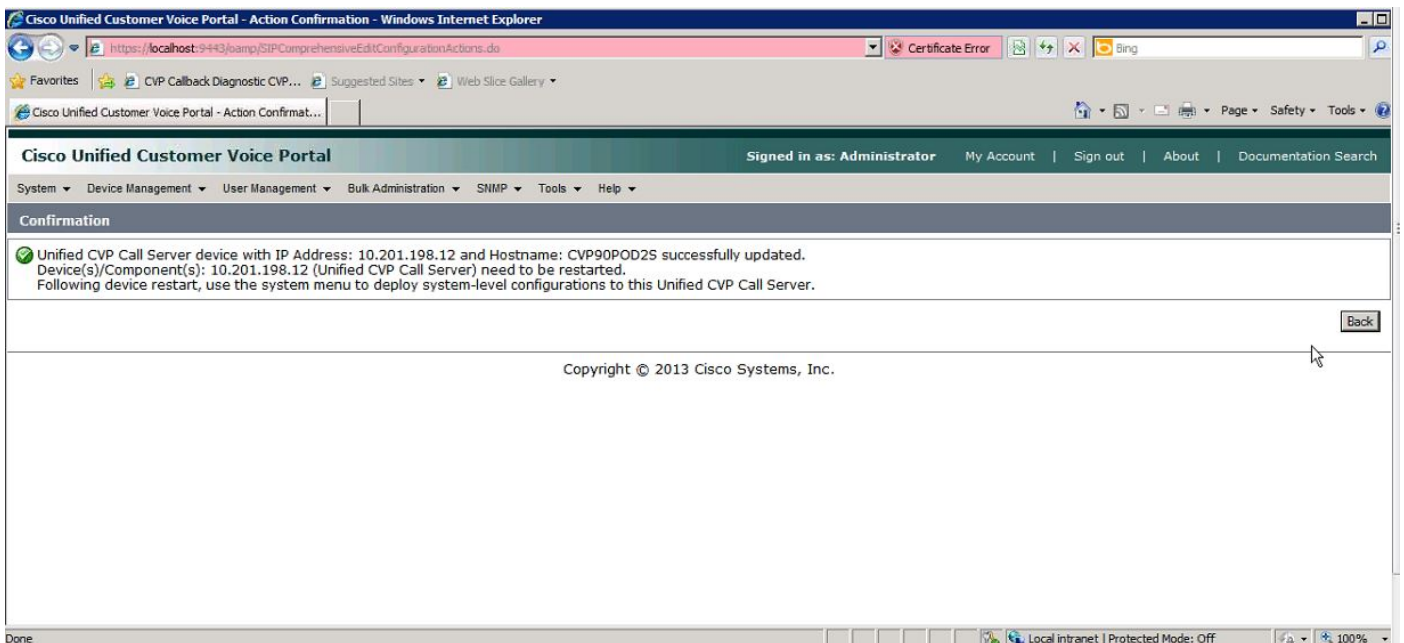 Cisco Unified Customer Voice Portal - Action Confirmation - Windows Internet Explorer
https://localhost:9443/oamp/SIPComprehensiveEditConfigurationActions.do Certificate Error Bing
Favorites CVP Callback Diagnostic CVP... Suggested Sites Web Slice Gallery
Cisco Unified Customer Voice Portal - Action Confirmat... Page Safety Tools
Cisco Unified Customer Voice Portal Signed in as: Administrator My Account | Sign out | About | Documentation Search
System Device Management User Management Bulk Administration SNMP Tools Help
Confirmation
Unified CVP Call Server device with IP Address: 10.201.198.12 and Hostname: CVP90POD2S successfully updated.
Device(s)/Component(s): 10.201.198.12 (Unified CVP Call Server) need to be restarted.
Following device restart, use the system menu to deploy system-level configurations to this Unified CVP Call Server.
Back
Copyright © 2013 Cisco Systems, Inc.
Done Local intranet | Protected Mode: Off 100%